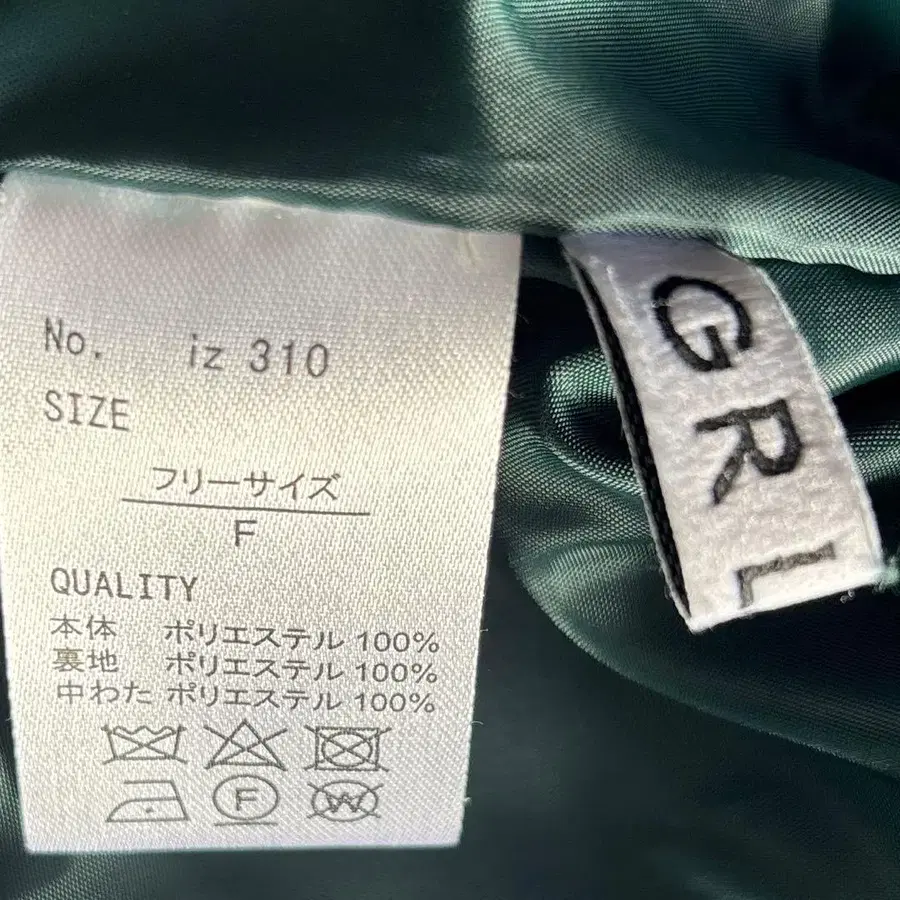 No. iz 310
SIZE
フリーサイズ
F
QUALITY
本体 ポリエステル 100%
裏地 ポリエステル 100%
中わた ポリエステル 100%
F
W
GRL